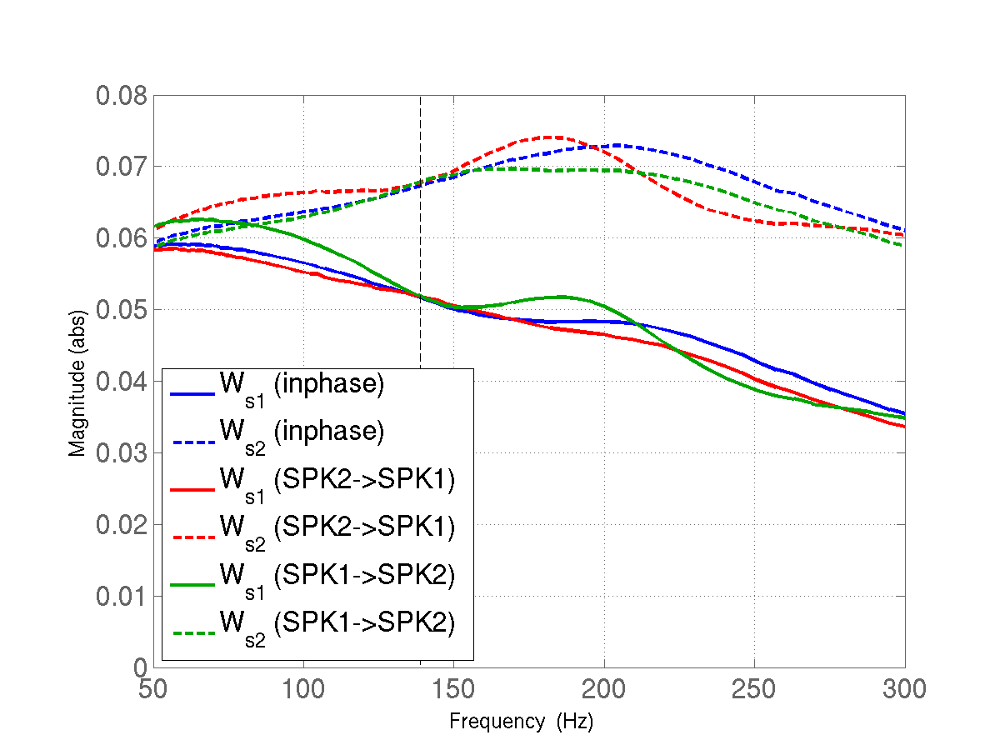 0.08
0.07
0.06
0.05
0.04
0.03
0.02
0.01
0
Magnitude (abs)
W s1 (inphase)
W s2 (inphase)
W s1 (SPK2->SPK1)
W s2 (SPK2->SPK1)
W s1 (SPK1->SPK2)
W s2 (SPK1->SPK2)
50 100 150 200 250 300
Frequency (Hz)